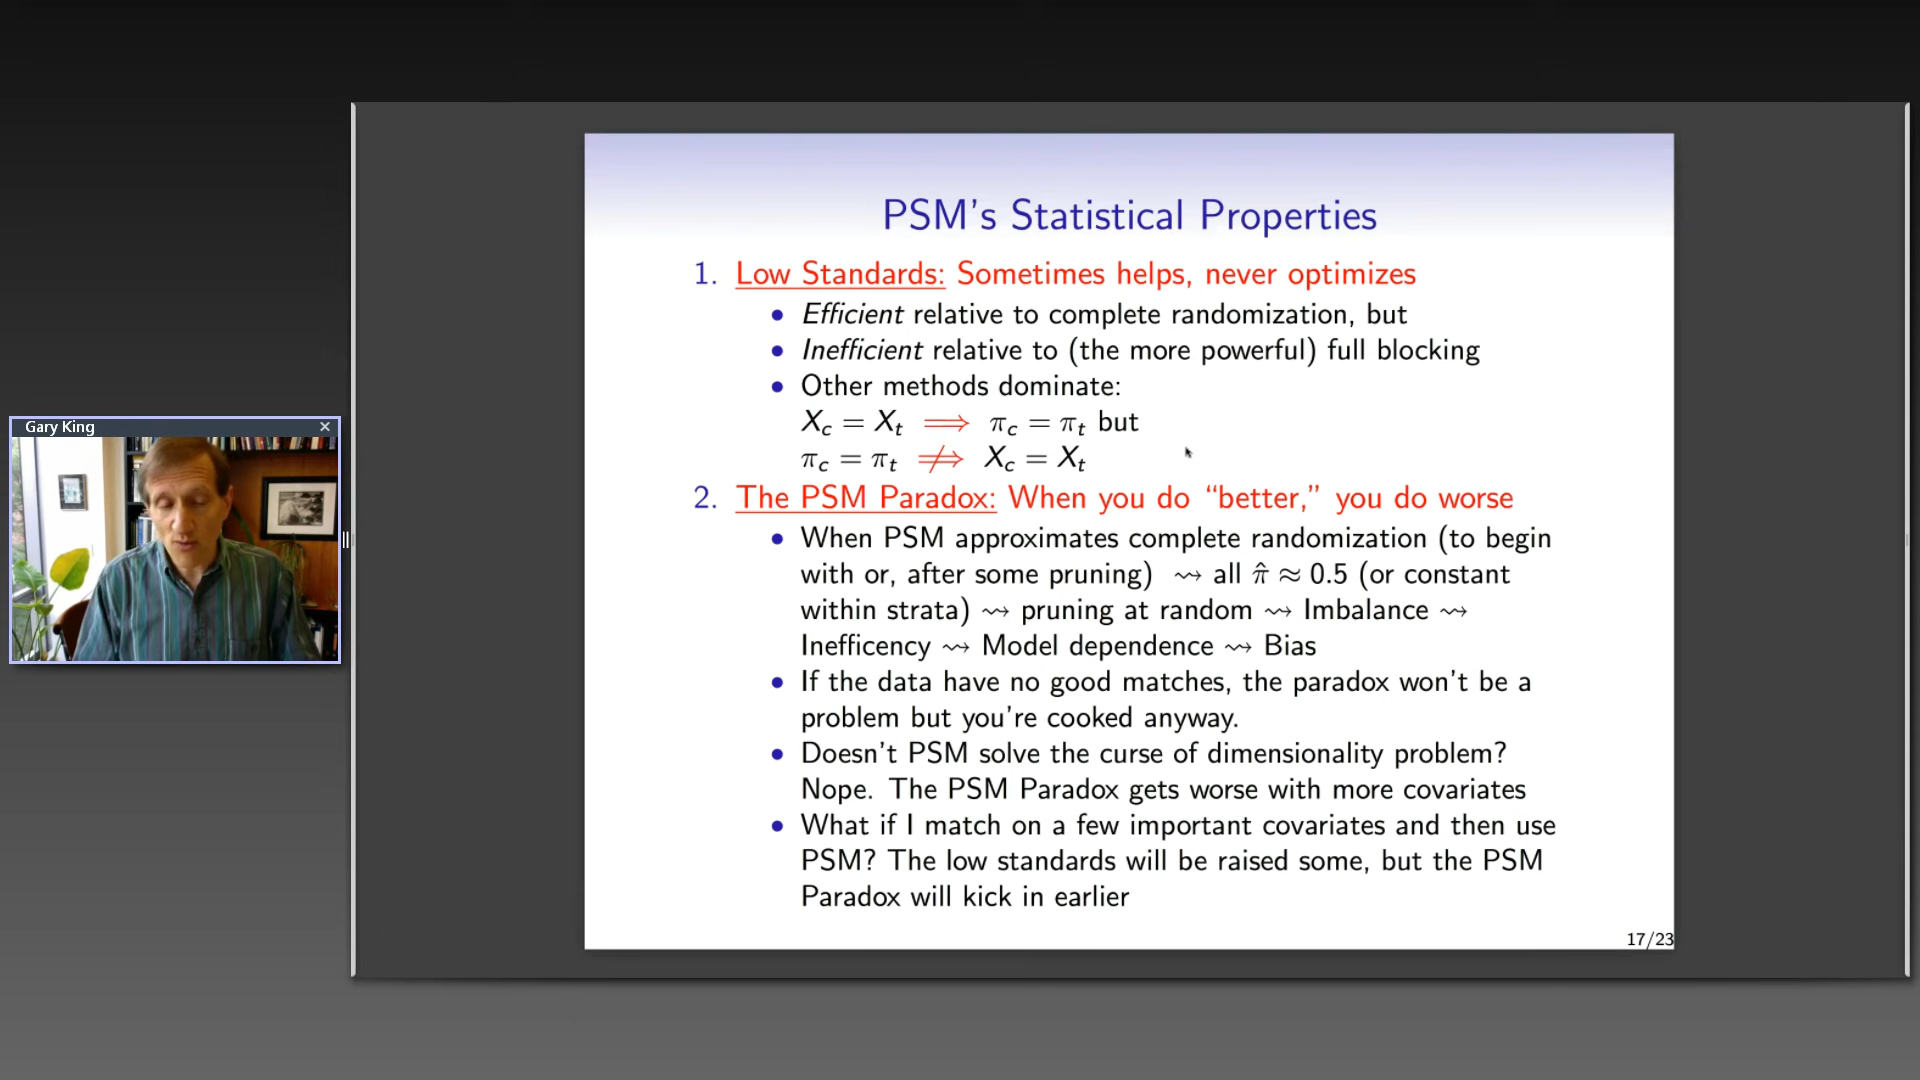 Gary King
PSM's Statistical Properties
1. Low Standards: Sometimes helps, never optimizes
• Efficient relative to complete randomization, but
• Inefficient relative to (the more powerful) full blocking
• Other methods dominate:
X_c = X_t ⟹ π_c = π_t but
π_c = π_t ⇏ X_c = X_t
2. The PSM Paradox: When you do “better,” you do worse
• When PSM approximates complete randomization (to begin
with or, after some pruning) ⇝ all π̂ ≈ 0.5 (or constant
within strata) ⇝ pruning at random ⇝ Imbalance ⇝
Inefficency ⇝ Model dependence ⇝ Bias
• If the data have no good matches, the paradox won't be a
problem but you're cooked anyway.
• Doesn't PSM solve the curse of dimensionality problem?
Nope. The PSM Paradox gets worse with more covariates
• What if I match on a few important covariates and then use
PSM? The low standards will be raised some, but the PSM
Paradox will kick in earlier
17/23